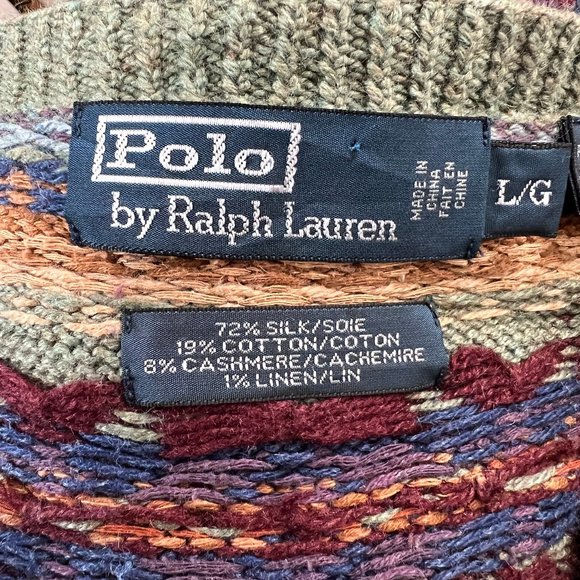 Polo
by Ralph Lauren
MADE IN
CHINA
FAIT EN
CHINE
L/G
72% SILK/SOIE
19% COTTON/COTON
8% CASHMERE/CACHEMIRE
1% LINEN/LIN